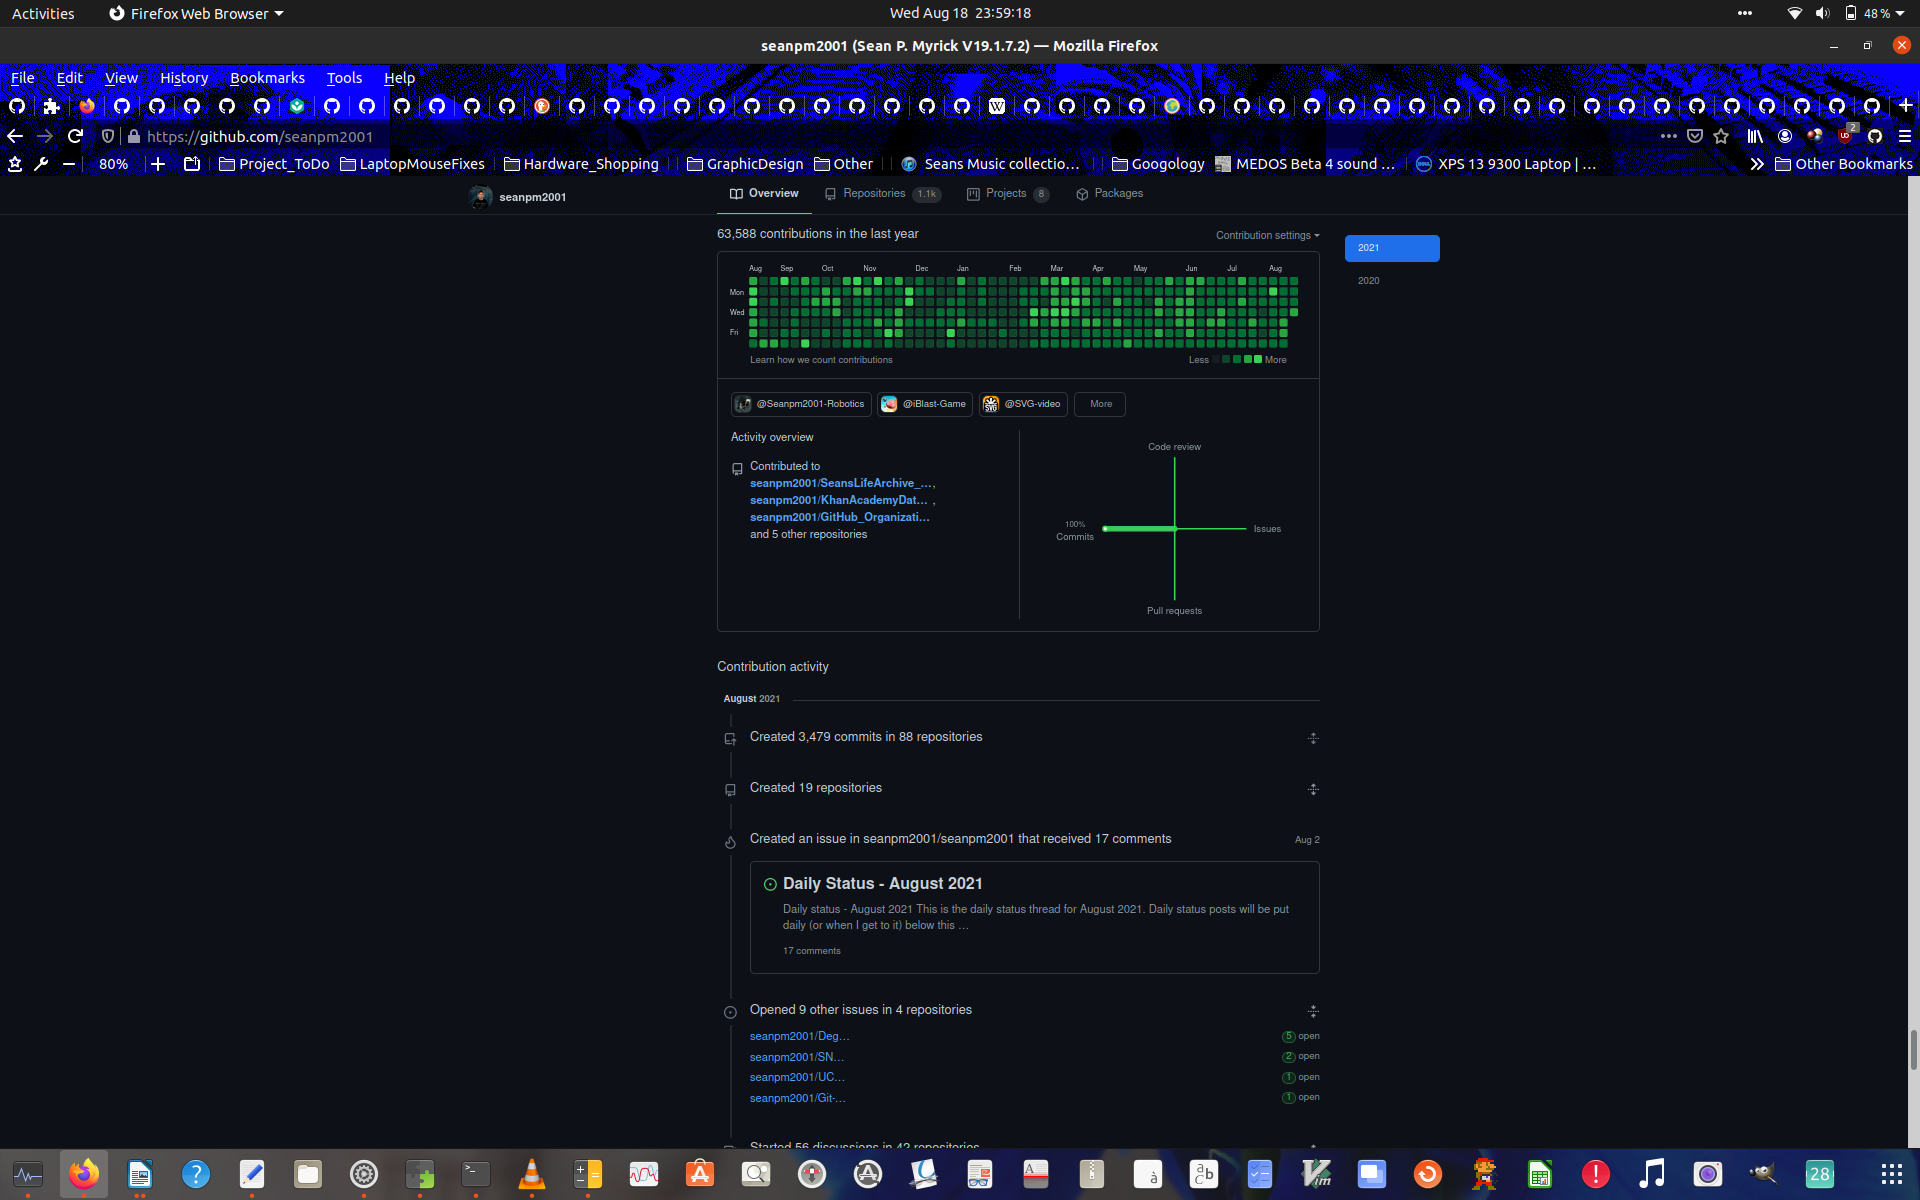 Activities
Firefox Web Browser
Wed Aug 18 23:59:18
48 %
seanpm2001 (Sean P. Myrick V19.1.7.2) — Mozilla Firefox
File Edit View History Bookmarks Tools Help
https://github.com/seanpm2001
2
80%
Project_ToDo
LaptopMouseFixes
Hardware_Shopping
GraphicDesign
Other
Seans Music collectio…
Googology
MEDOS Beta 4 sound …
XPS 13 9300 Laptop | …
Other Bookmarks
seanpm2001
Overview
Repositories 1.1k
Projects 8
Packages
63,588 contributions in the last year
Contribution settings
2021
2020
Aug Sep Oct Nov Dec Jan Feb Mar Apr May Jun Jul Aug
Mon
Wed
Fri
Learn how we count contributions
Less More
@Seanpm2001-Robotics
@iBlast-Game
SVG
@SVG-video
More
Activity overview
Contributed to
seanpm2001/SeansLifeArchive_…,
seanpm2001/KhanAcademyDat… ,
seanpm2001/GitHub_Organizati…
and 5 other repositories
Code review
100%
Commits
Issues
Pull requests
Contribution activity
August 2021
Created 3,479 commits in 88 repositories
Created 19 repositories
Created an issue in seanpm2001/seanpm2001 that received 17 comments
Aug 2
Daily Status - August 2021
Daily status - August 2021 This is the daily status thread for August 2021. Daily status posts will be put
daily (or when I get to it) below this …
17 comments
Opened 9 other issues in 4 repositories
seanpm2001/Deg…
5 open
seanpm2001/SN…
2 open
seanpm2001/UC…
1 open
seanpm2001/Git-…
1 open
Started 56 discussions in 42 repositories
28